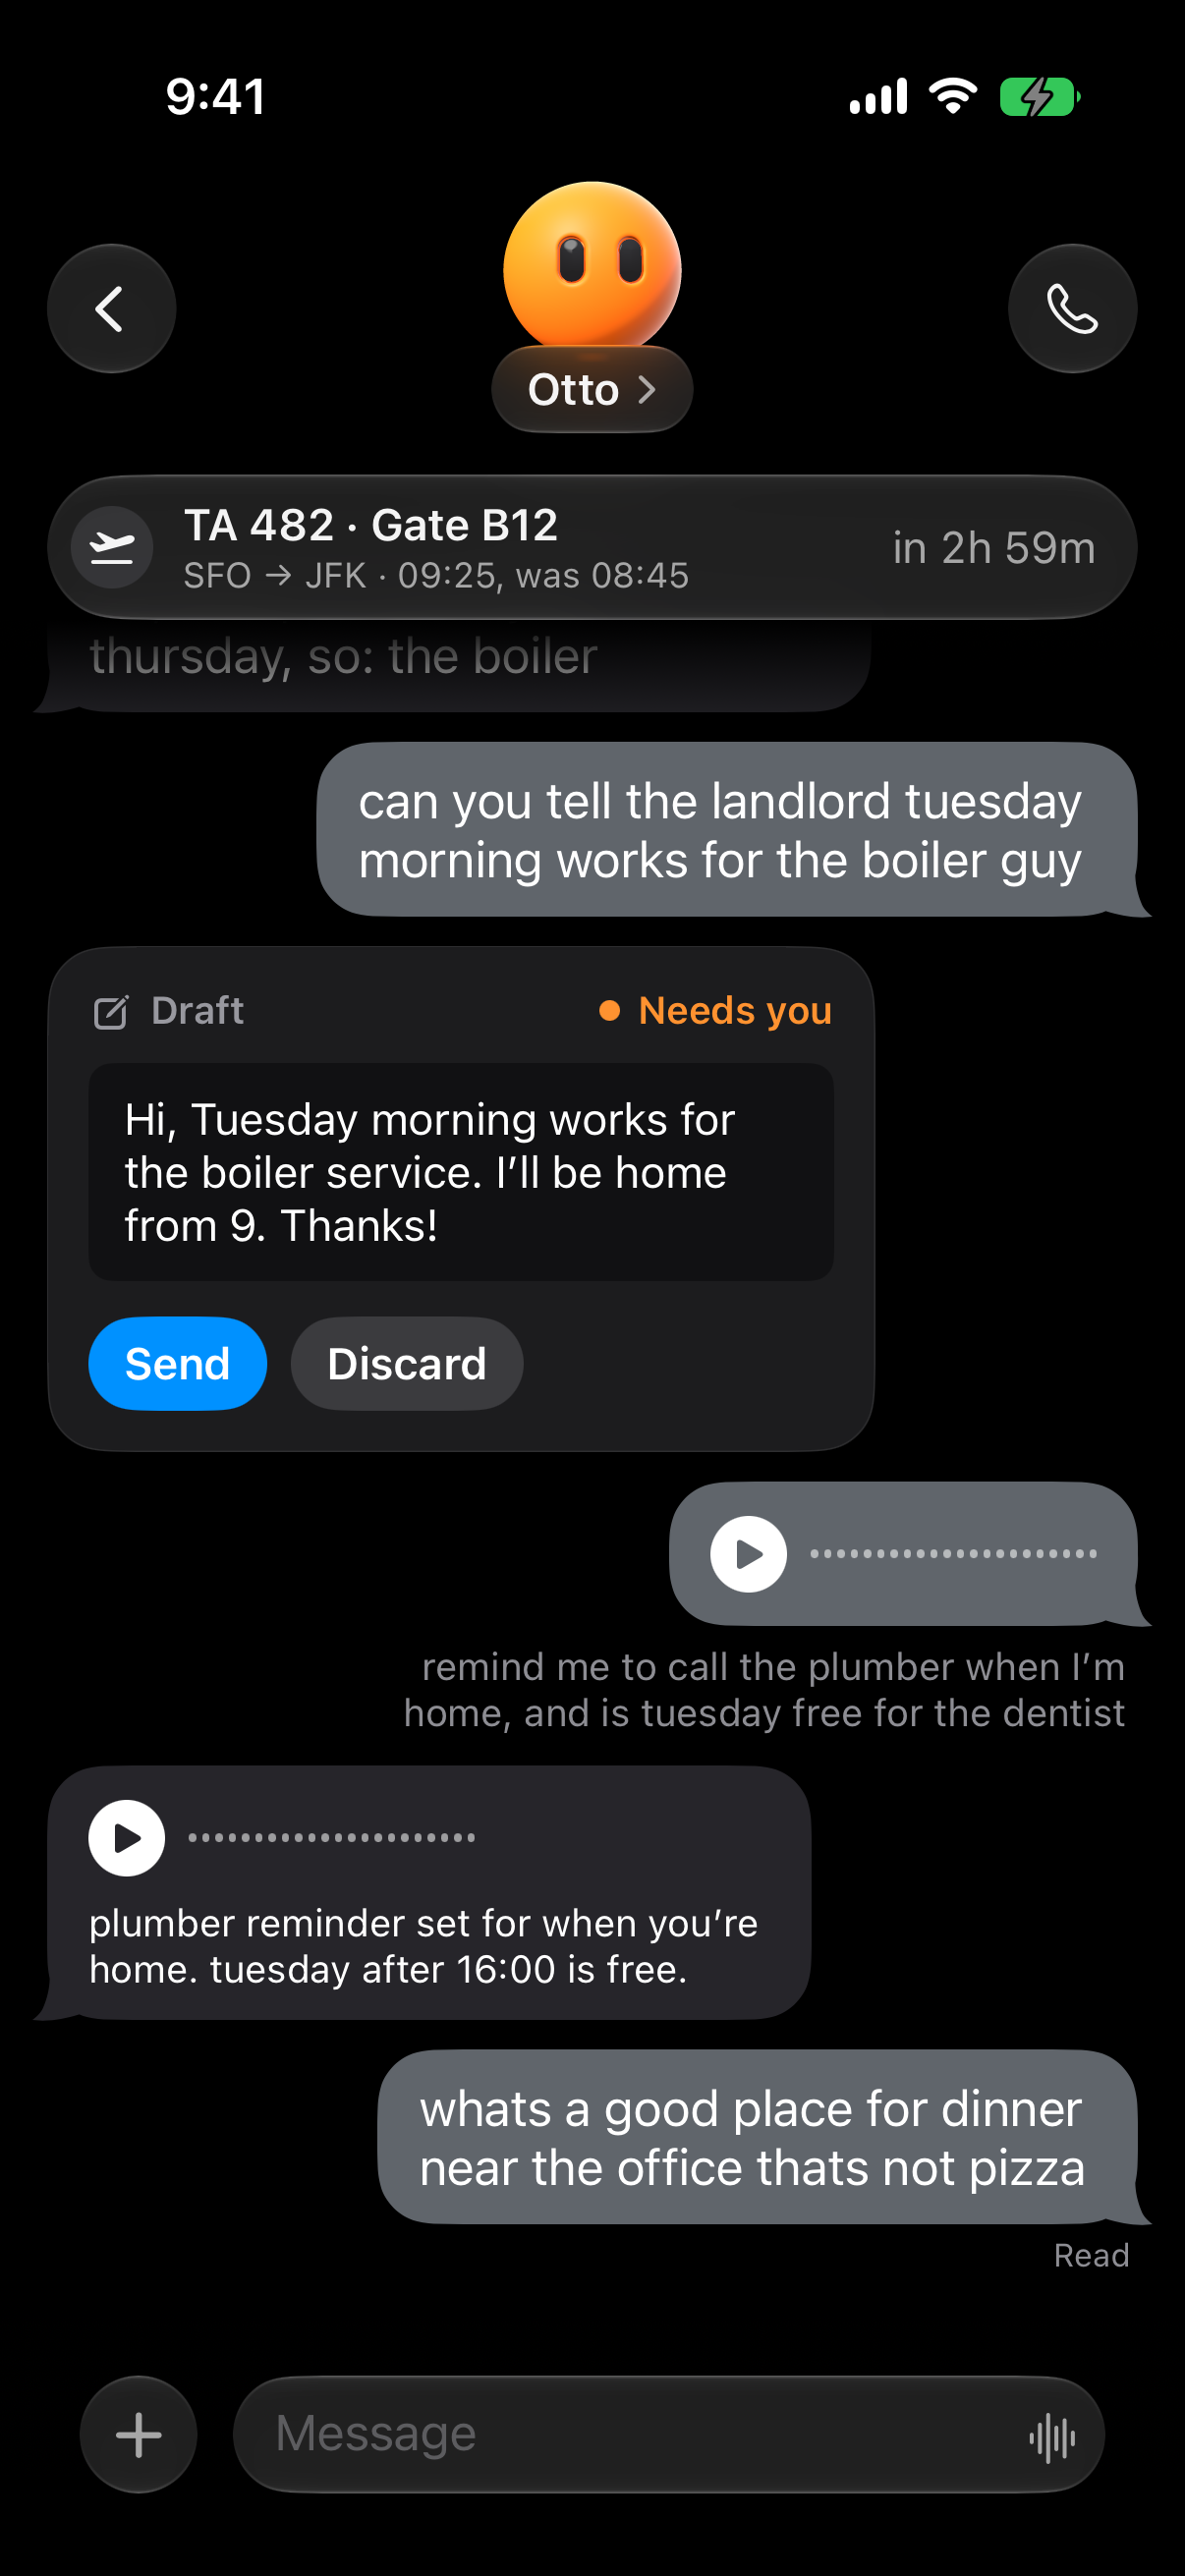 9:41
Otto
TA 482 · Gate B12
SFO → JFK · 09:25, was 08:45
in 2h 59m
thursday, so: the boiler
can you tell the landlord tuesday
morning works for the boiler guy
Draft
Needs you
Hi, Tuesday morning works for
the boiler service. I’ll be home
from 9. Thanks!
Send
Discard
remind me to call the plumber when I’m
home, and is tuesday free for the dentist
plumber reminder set for when you’re
home. tuesday after 16:00 is free.
whats a good place for dinner
near the office thats not pizza
Read
Message